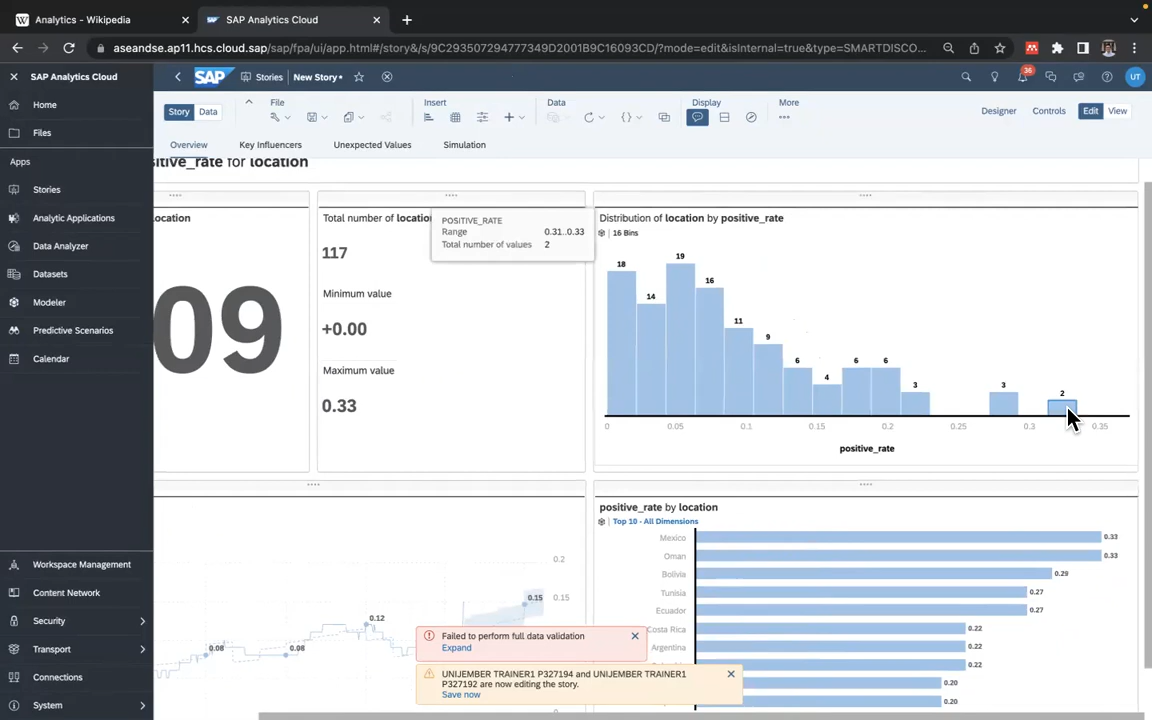 Analytics - Wikipedia
SAP Analytics Cloud
aseandse.ap11.hcs.cloud.sap/sap/fpa/ui/app.html#/story&/s/9C293507294777349D2001B9C16093CD/?mode=edit&isInternal=true&type=SMARTDISCO...
SAP Analytics Cloud
SAP
Stories
New Story•
36
UT
Home
Files
Apps
Stories
Analytic Applications
Data Analyzer
Datasets
Modeler
Predictive Scenarios
Calendar
Workspace Management
Content Network
Security
Transport
Connections
System
Story
Data
File
Insert
Data
Display
More
Designer
Controls
Edit
View
Overview
Key Influencers
Unexpected Values
Simulation
sitive_rate for location
ocation
09
Total number of location
117
Minimum value
+0.00
Maximum value
0.33
POSITIVE_RATE
Range 0.31..0.33
Total number of values 2
Distribution of location by positive_rate
16 Bins
18 14 19 16 11 9 6 4 6 6 3 3 2
0 0.05 0.1 0.15 0.2 0.25 0.3 0.35
positive_rate
0.2
0.15
0.15
0.12
0.08
0.08
0
positive_rate by location
Top 10 - All Dimensions
Mexico 0.33
Oman 0.33
Bolivia 0.29
Tunisia 0.27
Ecuador 0.27
Costa Rica 0.22
Argentina 0.22
0.22
0.20
0.20
Failed to perform full data validation
Expand
UNIJEMBER TRAINER1 P327194 and UNIJEMBER TRAINER1
P327192 are now editing the story.
Save now